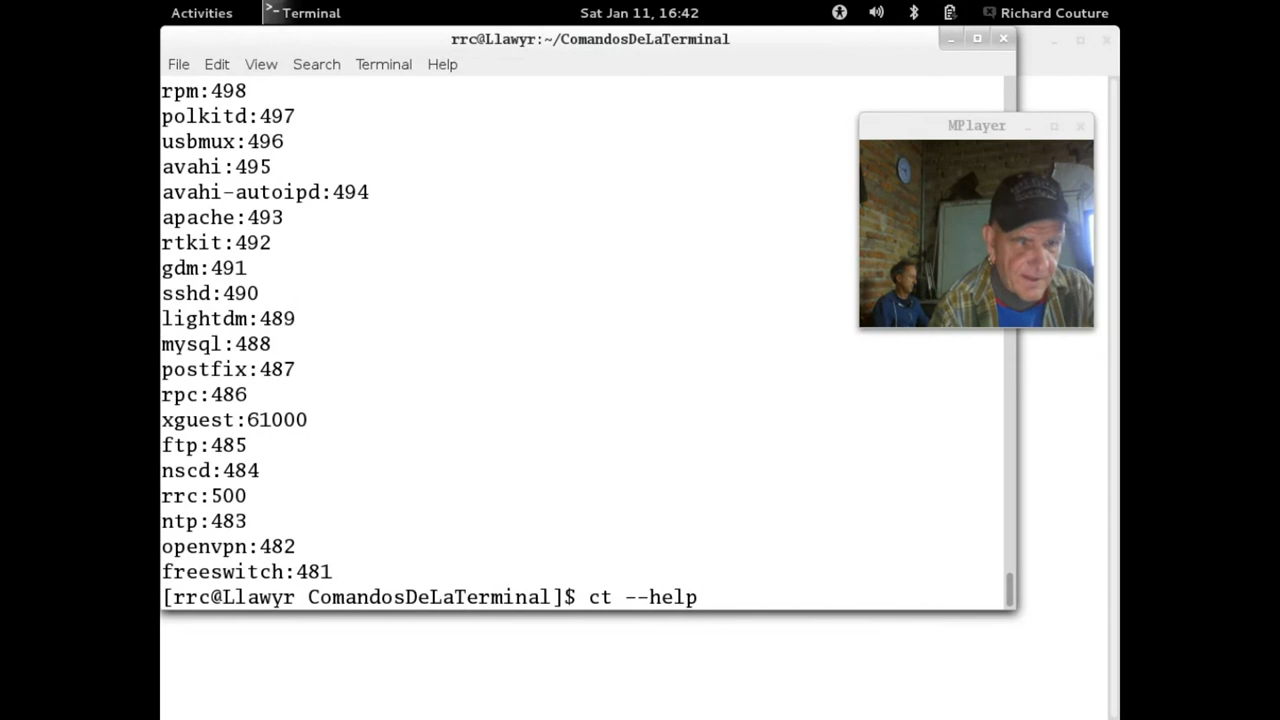 Activities
Terminal
Sat Jan 11, 16:42
Richard Couture
rrc@Llawyr:~/ComandosDeLaTerminal
File Edit View Search Terminal Help
rpm:498
polkitd:497
usbmux:496
avahi:495
avahi-autoipd:494
apache:493
rtkit:492
gdm:491
sshd:490
lightdm:489
mysql:488
postfix:487
rpc:486
xguest:61000
ftp:485
nscd:484
rrc:500
ntp:483
openvpn:482
freeswitch:481
[rrc@Llawyr ComandosDeLaTerminal]$ ct --help
MPlayer